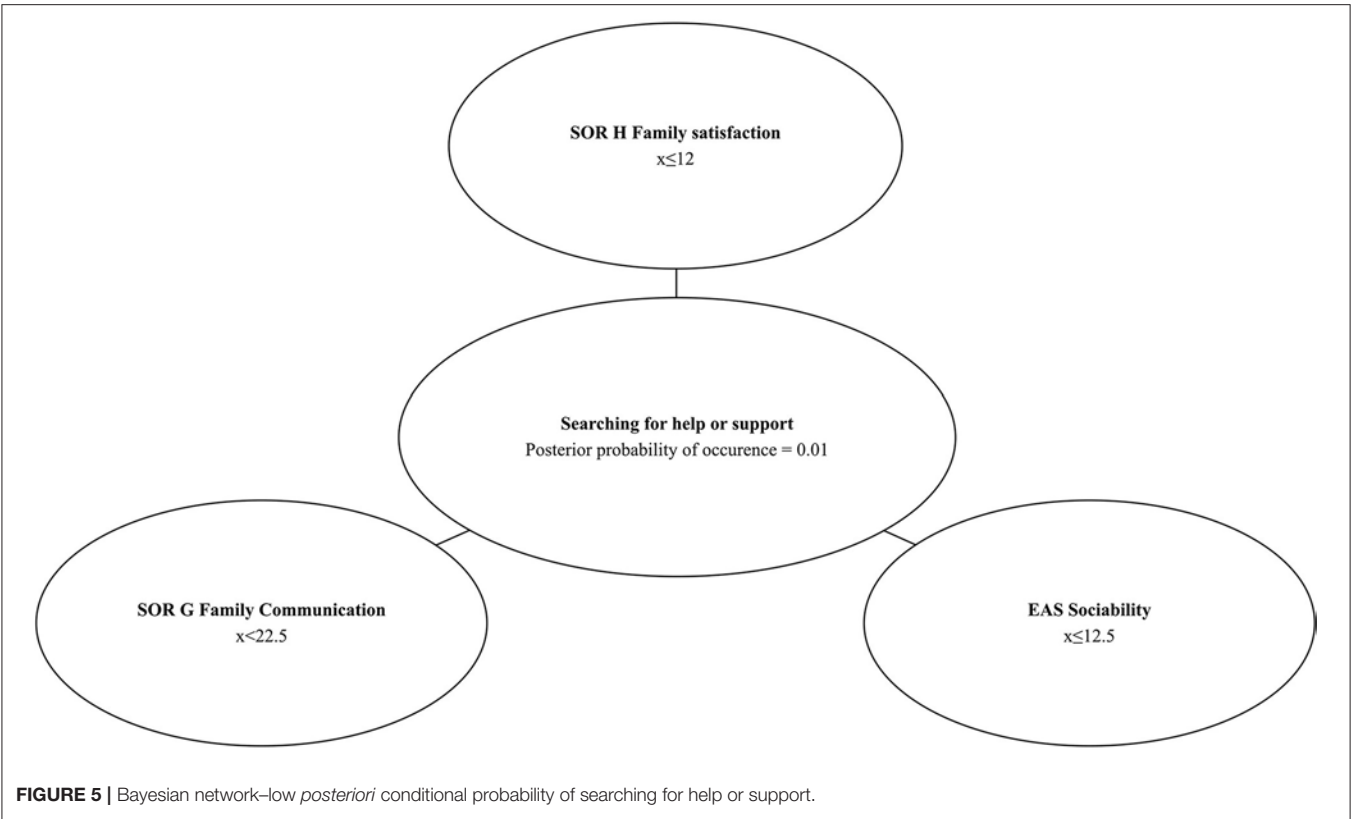 SOR H Family satisfaction
x≤12
Searching for help or support
Posterior probability of occurence = 0.01
SOR G Family Communication
x<22.5
EAS Sociability
x≤12.5
FIGURE 5 | Bayesian network–low posteriori conditional probability of searching for help or support.